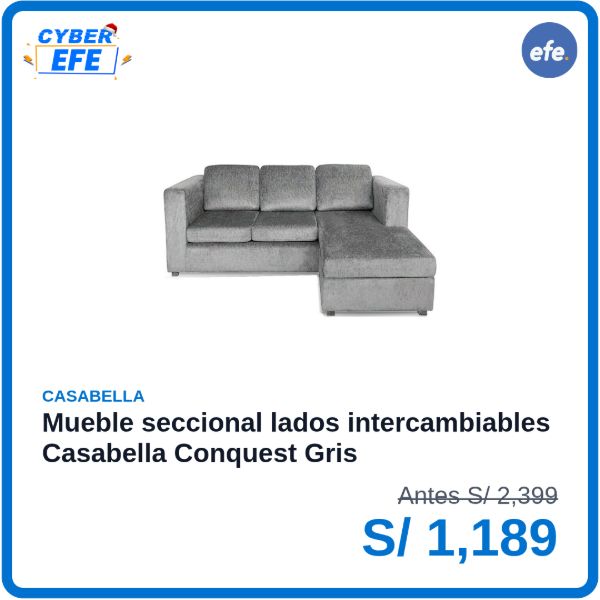 CYBER
EFE
efe.
CASABELLA
Mueble seccional lados intercambiables
Casabella Conquest Gris
Antes S/ 2,399
S/ 1,189